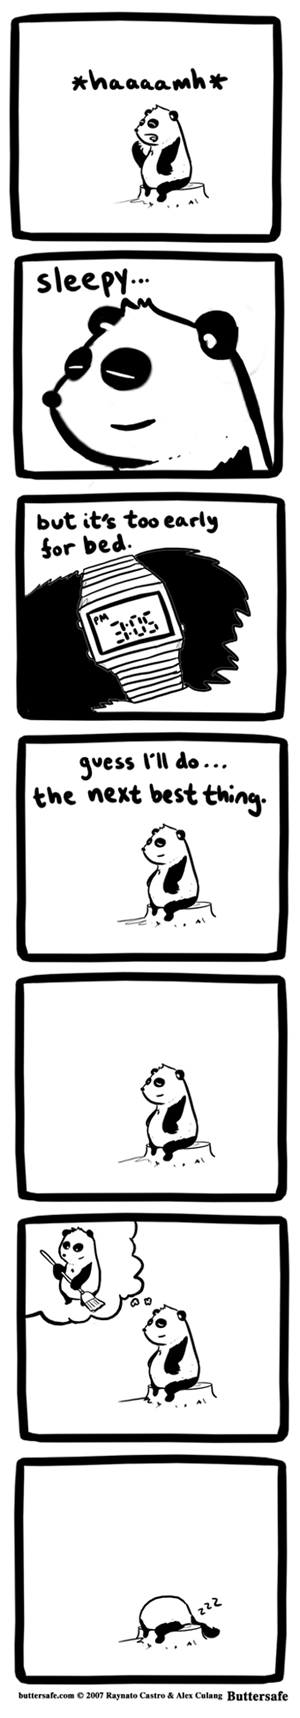 *haaaamh*
sleepy...
but it's too early
for bed.
PM
3:05
guess I'll do...
the next best thing.
zzz
buttersafe.com © 2007 Raynato Castro & Alex Culang Buttersafe